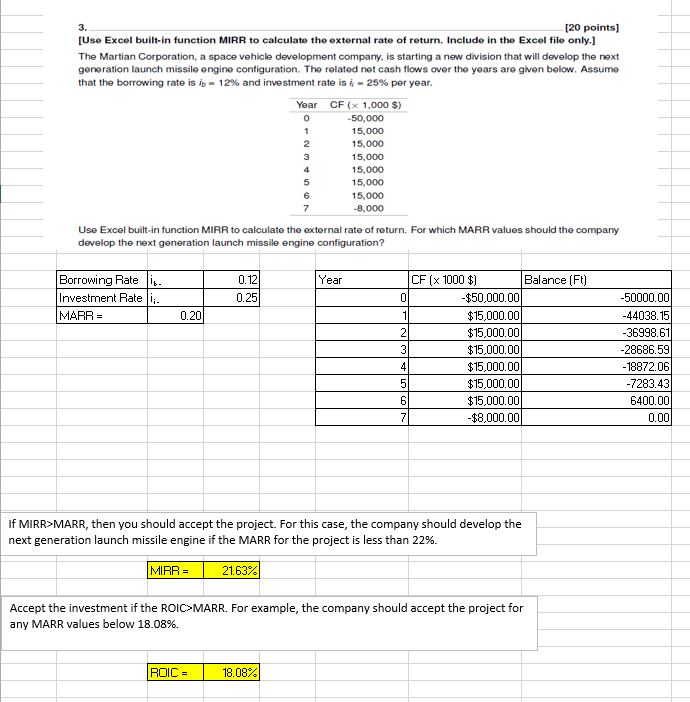 3. [20 points]
[Use Excel built-in function MIRR to calculate the external rate of return. Include in the Excel file only.]
The Martian Corporation, a space vehicle development company, is starting a new division that will develop the next
generation launch missile engine configuration. The related net cash flows over the years are given below. Assume
that the borrowing rate is ib = 12% and investment rate is ii = 25% per year.
Year CF (× 1,000 $)
0 -50,000
1 15,000
2 15,000
3 15,000
4 15,000
5 15,000
6 15,000
7 -8,000
Use Excel built-in function MIRR to calculate the external rate of return. For which MARR values should the company
develop the next generation launch missile engine configuration?
Borrowing Rate ib. 0.12 Year CF (x 1000 $) Balance (Ft)
Investment Rate ii. 0.25 0 -$50,000.00 -50000.00
MARR = 0.20 1 $15,000.00 -44038.15
2 $15,000.00 -36998.61
3 $15,000.00 -28686.59
4 $15,000.00 -18872.06
5 $15,000.00 -7283.43
6 $15,000.00 6400.00
7 -$8,000.00 0.00
If MIRR>MARR, then you should accept the project. For this case, the company should develop the
next generation launch missile engine if the MARR for the project is less than 22%.
MIRR = 21.63%
Accept the investment if the ROIC>MARR. For example, the company should accept the project for
any MARR values below 18.08%.
ROIC = 18.08%